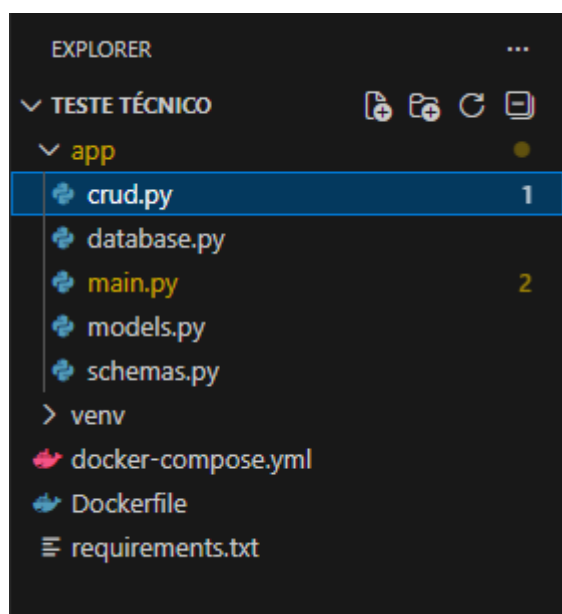 EXPLORER ...
TESTE TÉCNICO
app
crud.py 1
database.py
main.py 2
models.py
schemas.py
venv
docker-compose.yml
Dockerfile
requirements.txt